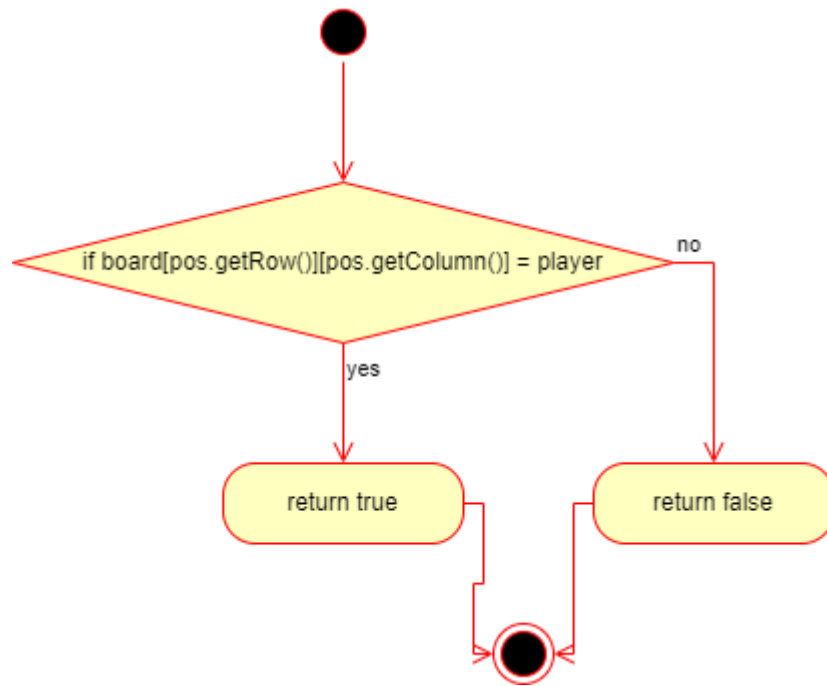 if board[pos.getRow()][pos.getColumn()] = player
no
yes
return true
return false